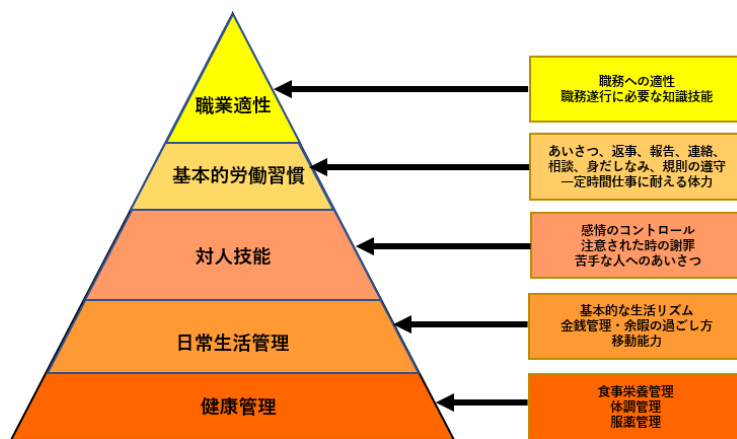 職業適性
職務への適性
職務遂行に必要な知識技能
基本的労働習慣
あいさつ、返事、報告、連絡、
相談、身だしなみ、規則の遵守
一定時間仕事に耐える体力
対人技能
感情のコントロール
注意された時の謝罪
苦手な人へのあいさつ
日常生活管理
基本的な生活リズム
金銭管理・余暇の過ごし方
移動能力
健康管理
食事栄養管理
体調管理
服薬管理